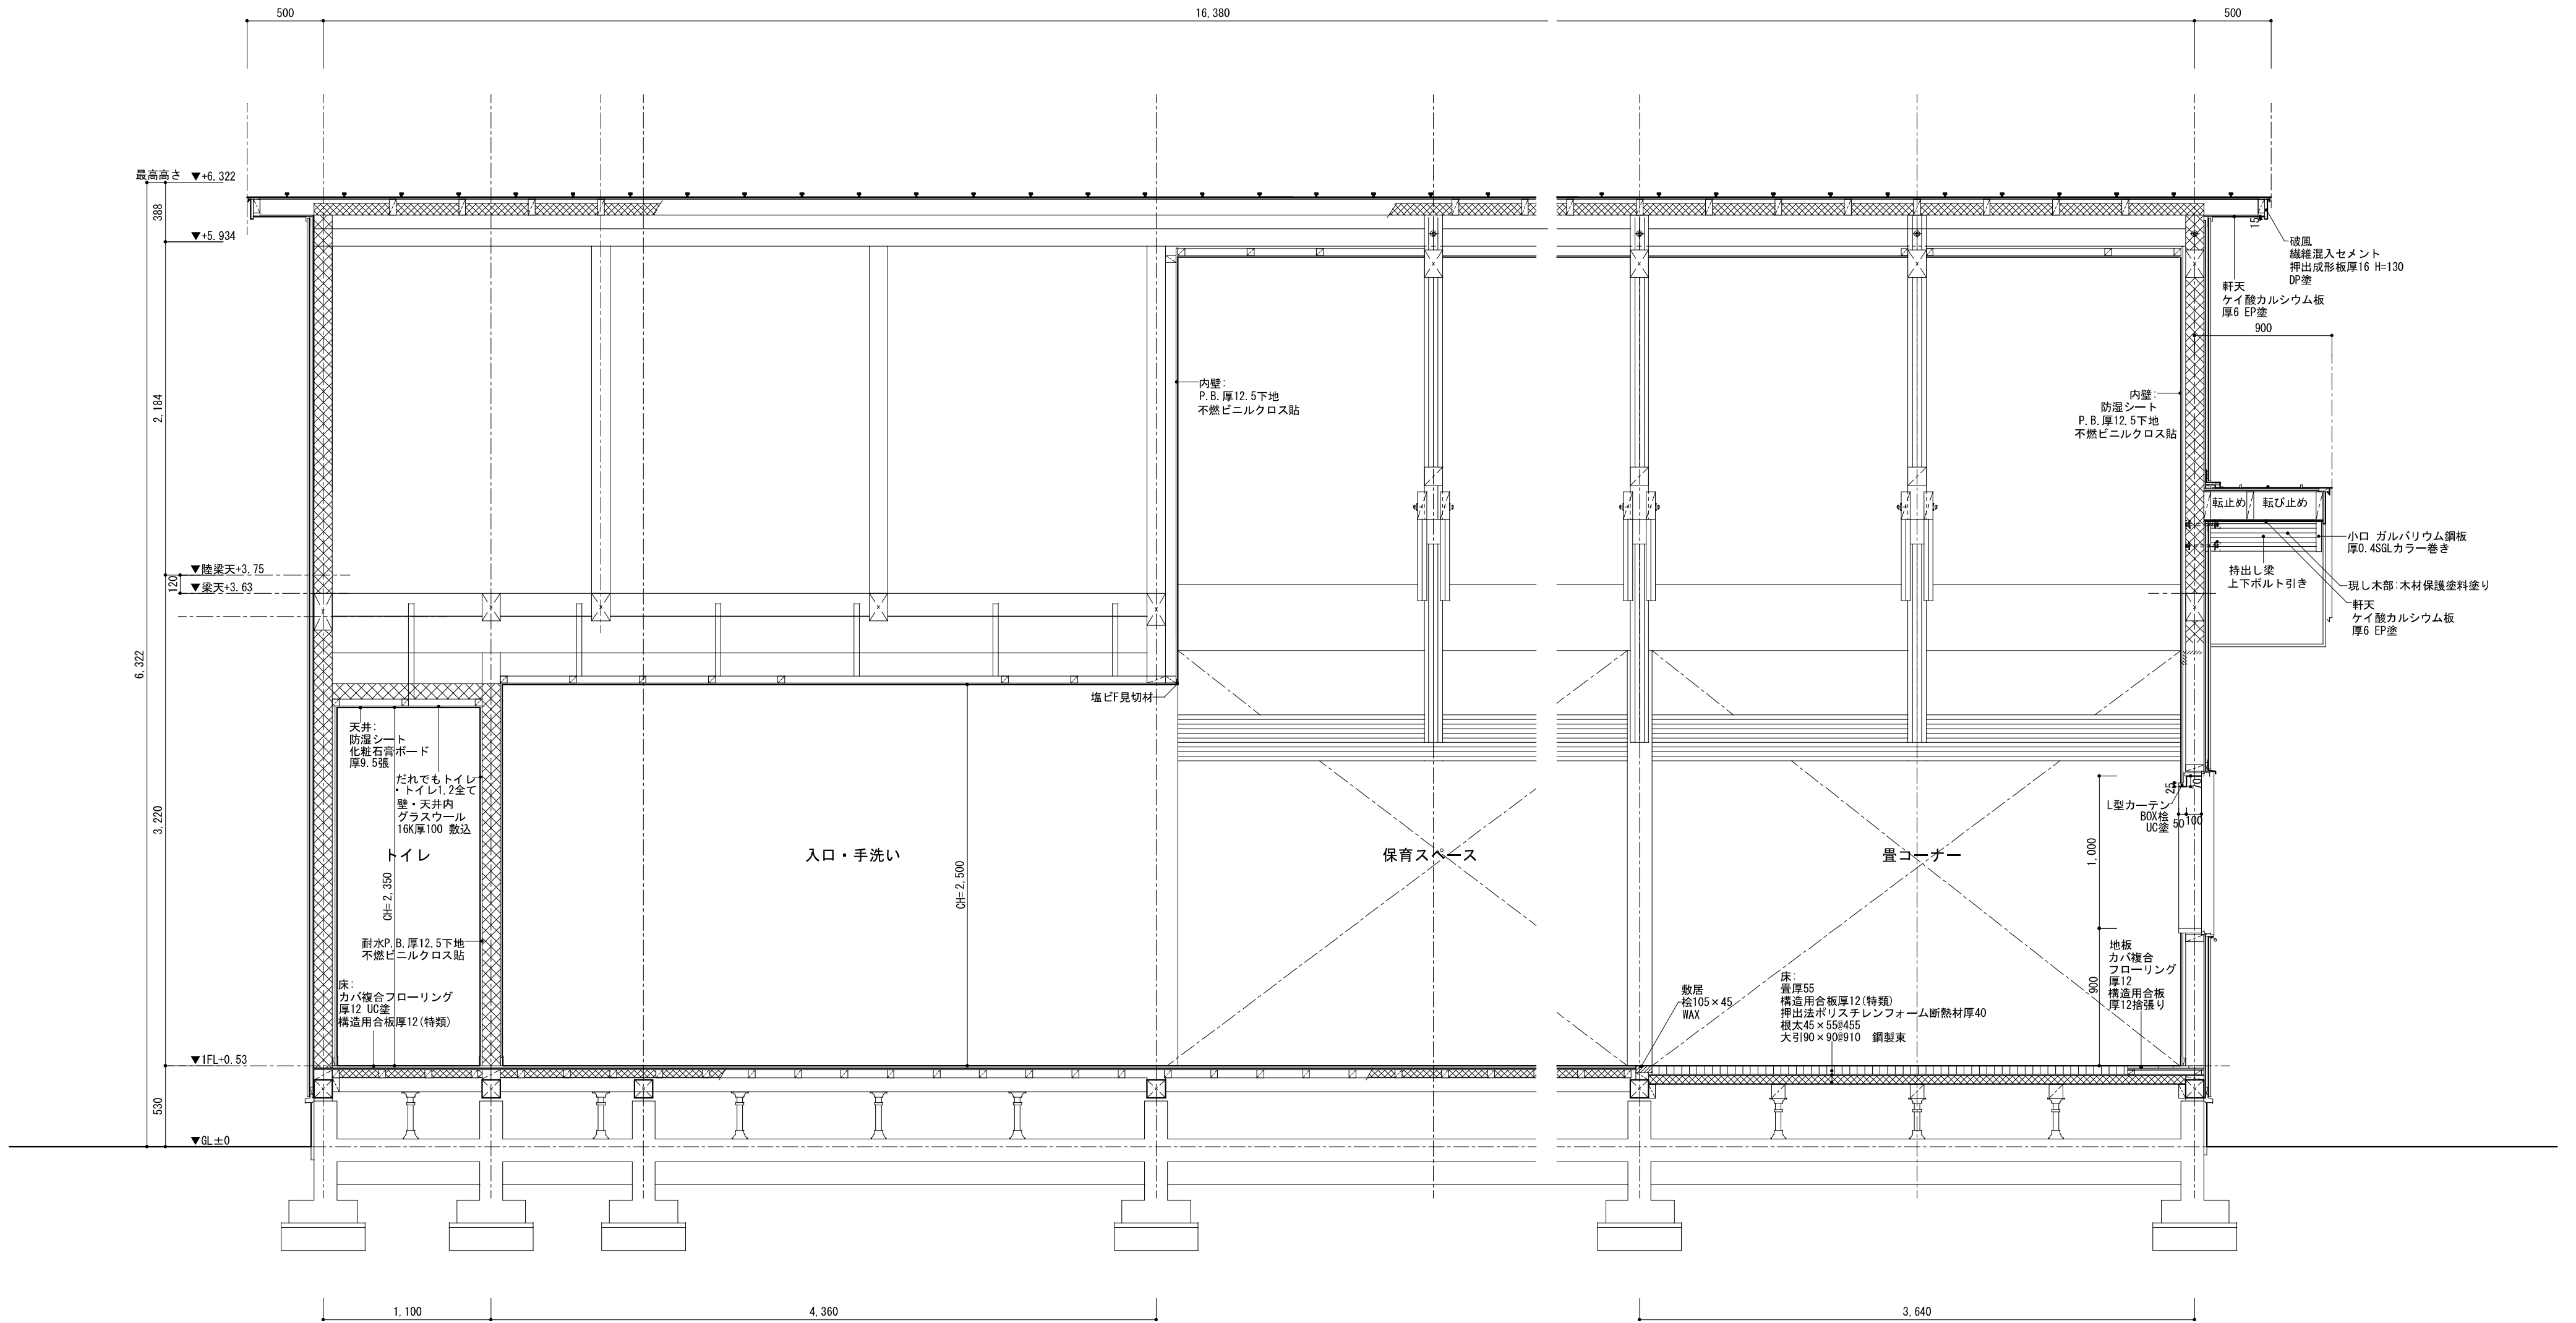 500
16,380
500
最高高さ ▼+6.322
388
▼+5.934
15
破風
繊維混入セメント
押出成形板厚16 H=130
DP塗
軒天
ケイ酸カルシウム板
厚6 EP塗
900
2,184
内壁:
P.B.厚12.5下地
不燃ビニルクロス貼
内壁:
防湿シート
P.B.厚12.5下地
不燃ビニルクロス貼
転止め
転び止め
小口 ガルバリウム鋼板
厚0.4SGLカラー巻き
持出し梁
上下ボルト引き
現し木部:木材保護塗料塗り
軒天
ケイ酸カルシウム板
厚6 EP塗
▼陸梁天+3.75
120
▼梁天+3.63
6,322
塩ビF見切材
天井:
防湿シート
化粧石膏ボード
厚9.5張
だれでもトイレ
・トイレ1,2全て
壁・天井内
グラスウール
16K厚100 敷込
25
70
L型カーテン
BOX桧
UC塗
50
100
3,220
トイレ
入口・手洗い
保育スペース
畳コーナー
1,000
CH=2,350
CH=2,500
耐水P.B.厚12.5下地
不燃ビニルクロス貼
床:
カバ複合フローリング
厚12 UC塗
構造用合板厚12(特類)
敷居
桧105×45
WAX
床:
畳厚55
構造用合板厚12(特類)
押出法ポリスチレンフォーム断熱材厚40
根太45×55@455
大引90×90@910 鋼製束
900
地板
カバ複合
フローリング
厚12
構造用合板
厚12捨張り
▼1FL+0.53
530
▼GL±0
1,100
4,360
3,640